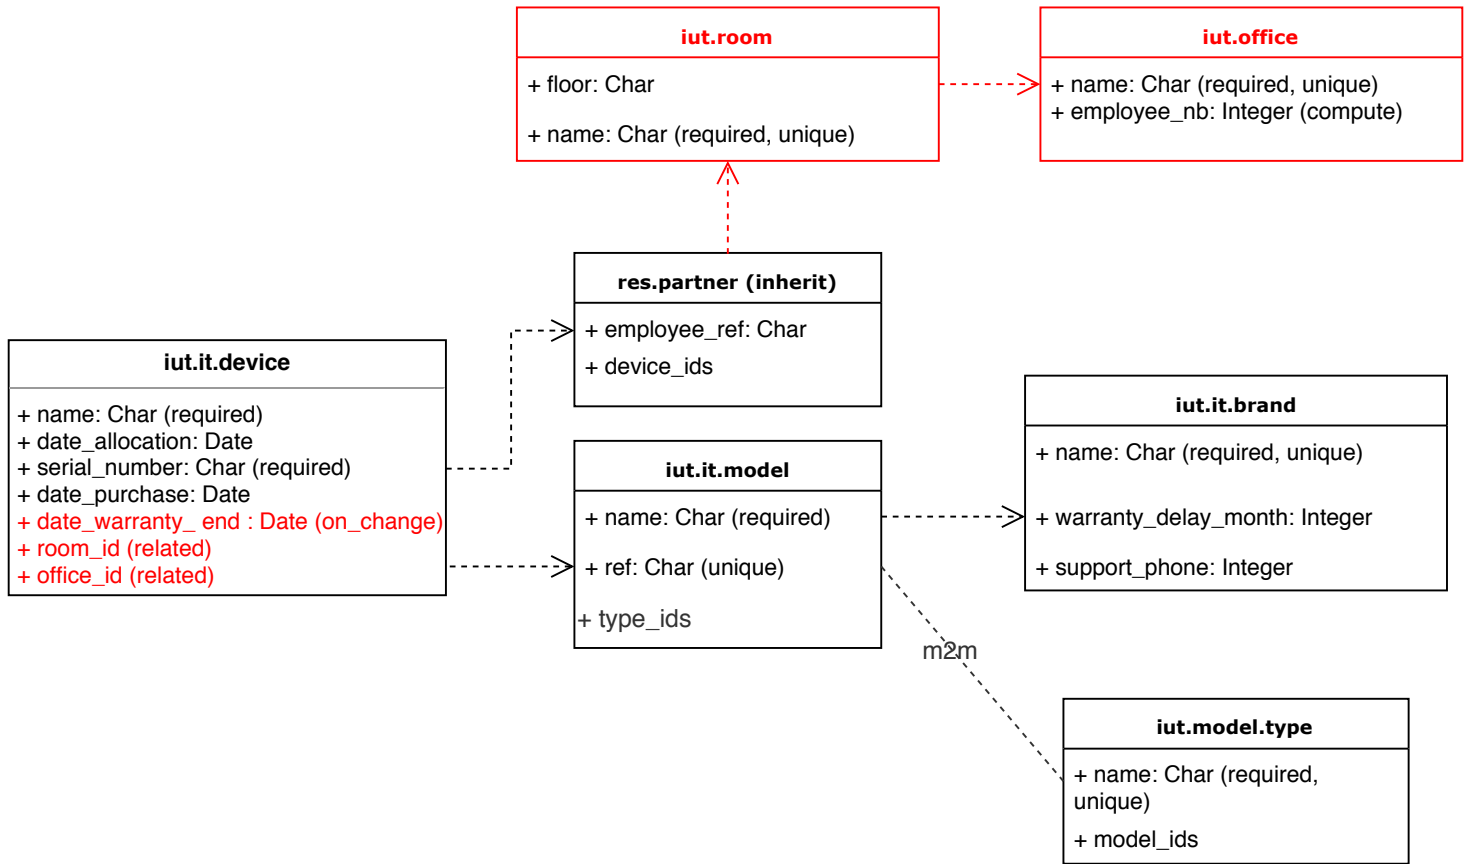 iut.room
+ floor: Char
+ name: Char (required, unique)
iut.office
+ name: Char (required, unique)
+ employee_nb: Integer (compute)
res.partner (inherit)
+ employee_ref: Char
+ device_ids
iut.it.device
+ name: Char (required)
+ date_allocation: Date
+ serial_number: Char (required)
+ date_purchase: Date
+ date_warranty_ end : Date (on_change)
+ room_id (related)
+ office_id (related)
iut.it.model
+ name: Char (required)
+ ref: Char (unique)
+ type_ids
iut.it.brand
+ name: Char (required, unique)
+ warranty_delay_month: Integer
+ support_phone: Integer
m2m
iut.model.type
+ name: Char (required,
unique)
+ model_ids